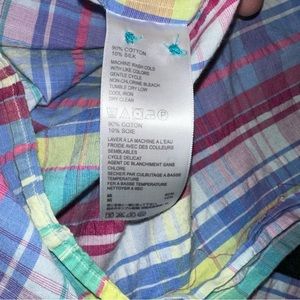 90% COTTON
10% SILK
MACHINE WASH COLD
WITH LIKE COLORS
GENTLE CYCLE
NON-CHLORINE BLEACH
TUMBLE DRY LOW
COOL IRON
DRY CLEAN
90% COTON
10% SOIE
LAVER A LA MACHINE A L'EAU
FROIDE AVEC DES COULEURS
SEMBLABLES
CYCLE DELICAT
AGENT DE BLANCHIMENT SANS
CHLORE
SECHER PAR CULBUTAGE A BASSE
TEMPERATURE
FER A BASSE TEMPERATURE
NETTOYER A SEC